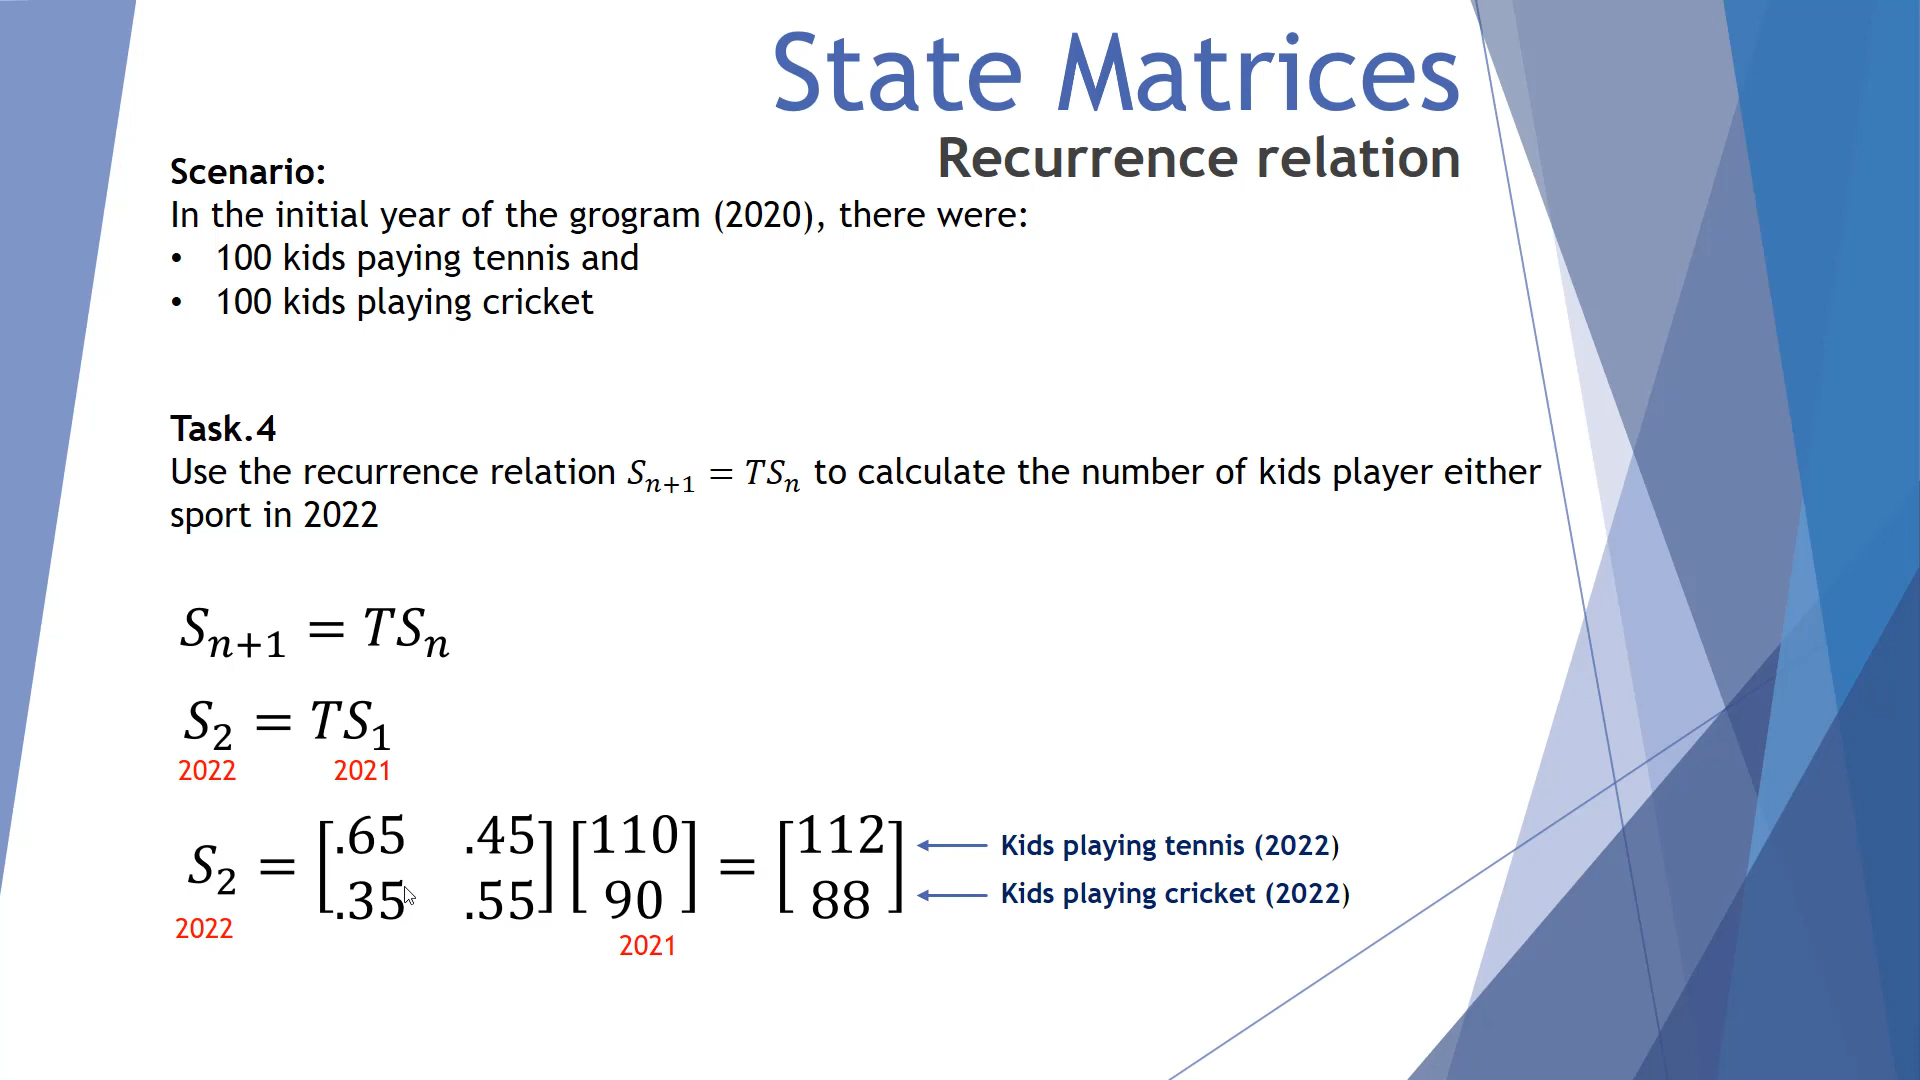 State Matrices
Recurrence relation
Scenario:
In the initial year of the grogram (2020), there were:
• 100 kids paying tennis and
• 100 kids playing cricket
Task.4
Use the recurrence relation Sₙ₊₁ = TSₙ to calculate the number of kids player either
sport in 2022
Sₙ₊₁ = TSₙ
S₂ = TS₁
2022 2021
S₂ = [.65 .45 [110 = [112 ← Kids playing tennis (2022)
.35 .55] 90] 88] ← Kids playing cricket (2022)
2022 2021